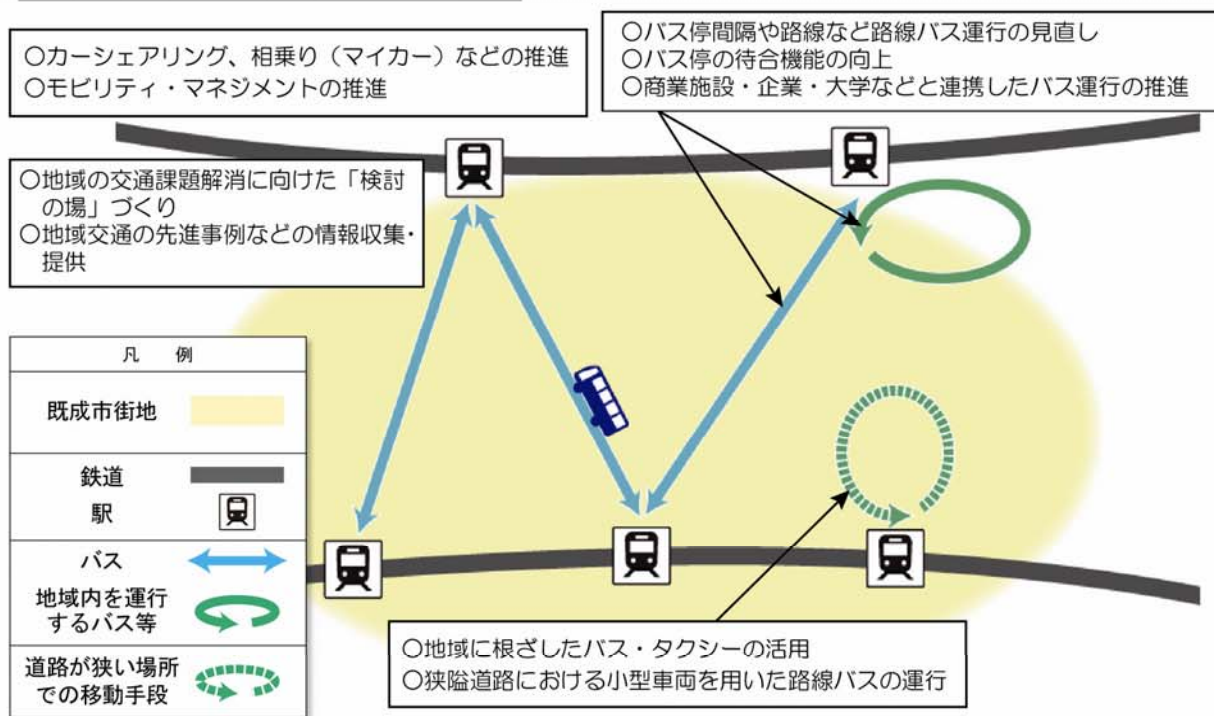 ○カーシェアリング、相乗り（マイカー）などの推進
○モビリティ・マネジメントの推進
○バス停間隔や路線など路線バス運行の見直し
○バス停の待合機能の向上
○商業施設・企業・大学などと連携したバス運行の推進
○地域の交通課題解消に向けた「検討
の場」づくり
○地域交通の先進事例などの情報収集・
提供
凡　例
既成市街地
鉄道
駅
バス
地域内を運行
するバス等
道路が狭い場所
での移動手段
○地域に根ざしたバス・タクシーの活用
○狭隘道路における小型車両を用いた路線バスの運行